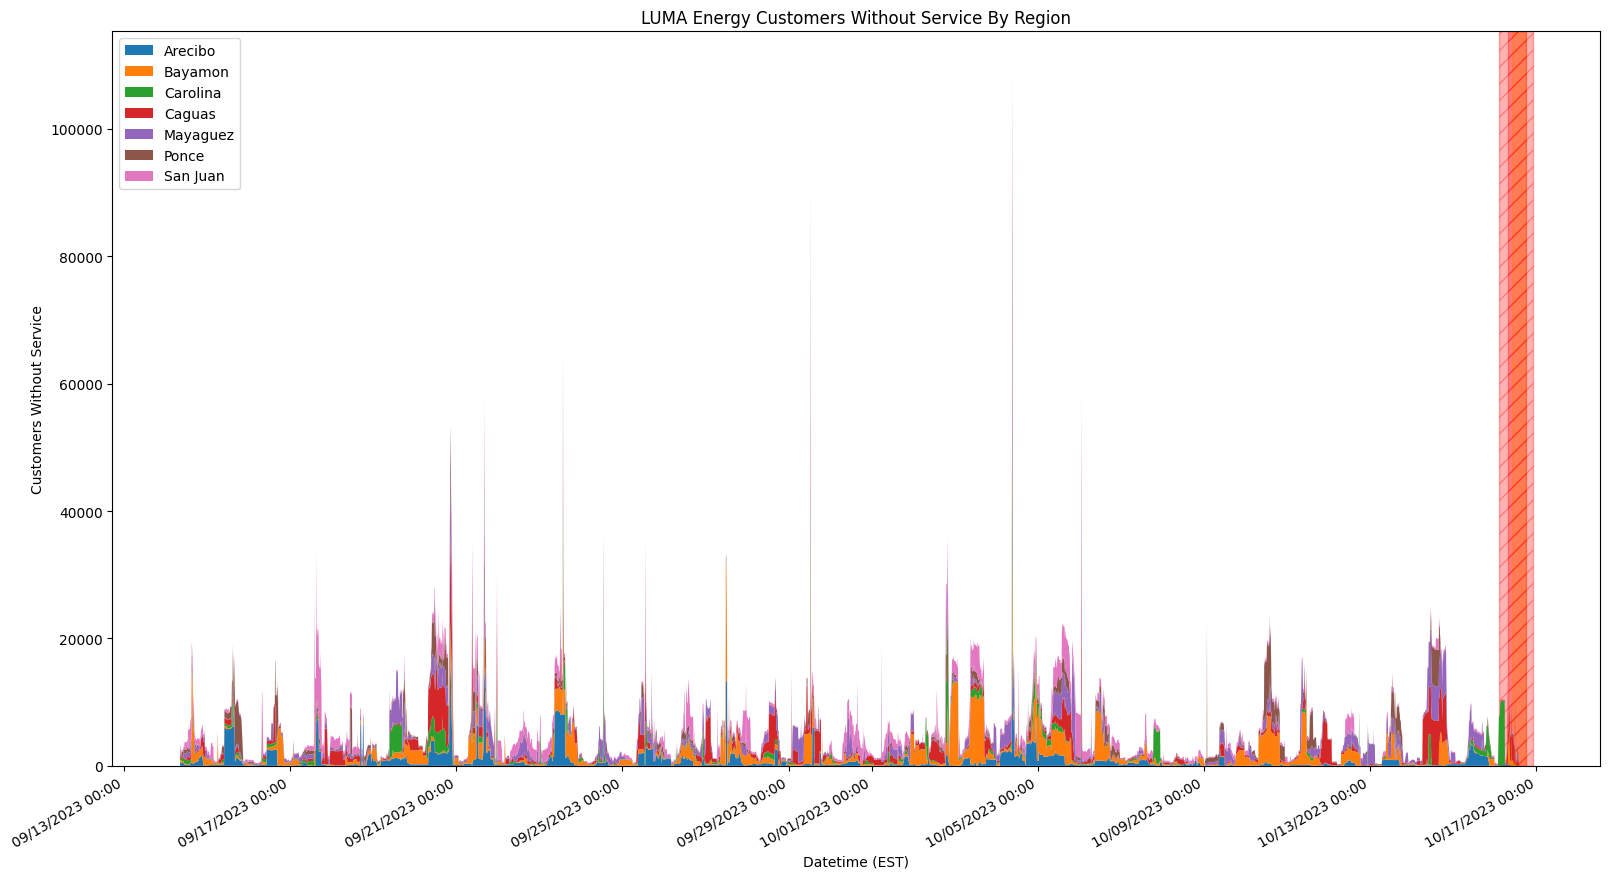 LUMA Energy Customers Without Service By Region
Arecibo
Bayamon
Carolina
Caguas
Mayaguez
Ponce
San Juan
100000
80000
60000
40000
20000
0
Customers Without Service
09/13/2023 00:00
09/17/2023 00:00
09/21/2023 00:00
09/25/2023 00:00
09/29/2023 00:00
10/01/2023 00:00
10/05/2023 00:00
10/09/2023 00:00
10/13/2023 00:00
10/17/2023 00:00
Datetime (EST)